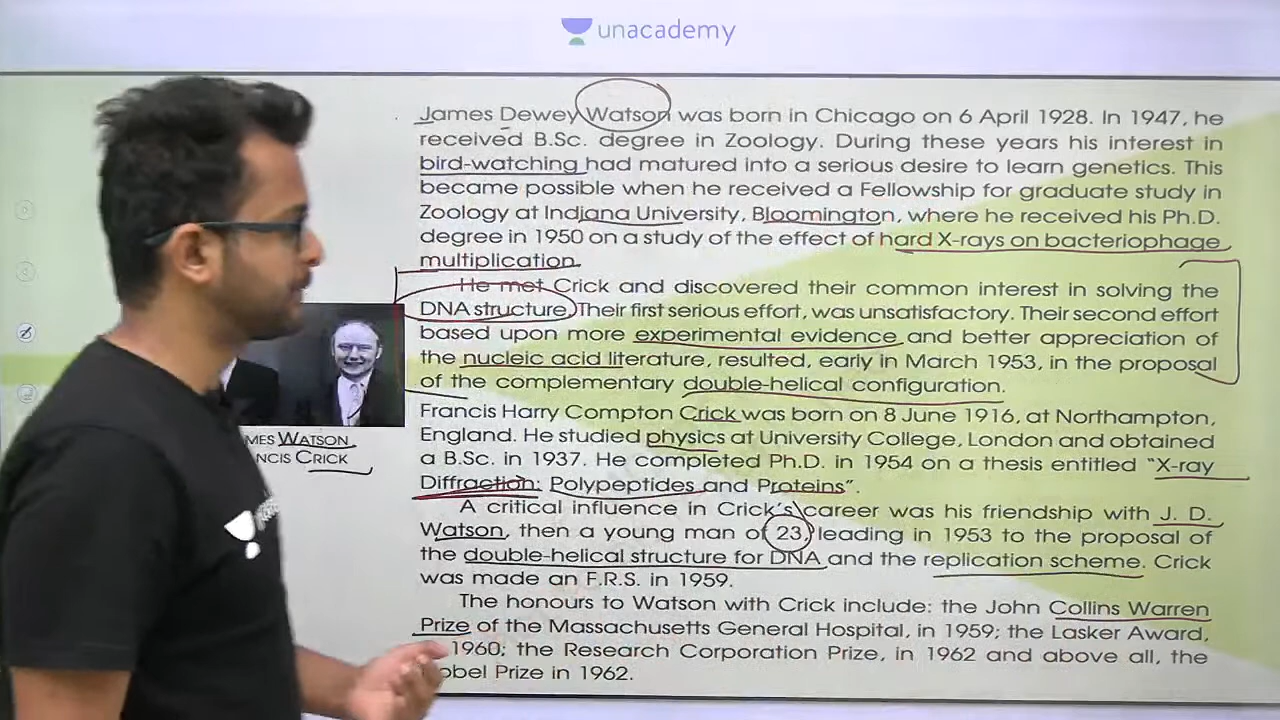 unacademy
James Dewey Watson was born in Chicago on 6 April 1928. In 1947, he
received B.Sc. degree in Zoology. During these years his interest in
bird-watching had matured into a serious desire to learn genetics. This
became possible when he received a Fellowship for graduate study in
Zoology at Indiana University, Bloomington, where he received his Ph.D.
degree in 1950 on a study of the effect of hard X-rays on bacteriophage
multiplication.
He met Crick and discovered their common interest in solving the
DNA structure. Their first serious effort, was unsatisfactory. Their second effort
based upon more experimental evidence and better appreciation of
the nucleic acid literature, resulted, early in March 1953, in the proposal
of the complementary double-helical configuration.
Francis Harry Compton Crick was born on 8 June 1916, at Northampton,
England. He studied physics at University College, London and obtained
a B.Sc. in 1937. He completed Ph.D. in 1954 on a thesis entitled “X-ray
Diffraction: Polypeptides and Proteins”.
A critical influence in Crick’s career was his friendship with J. D.
Watson, then a young man of 23, leading in 1953 to the proposal of
the double-helical structure for DNA and the replication scheme. Crick
was made an F.R.S. in 1959.
The honours to Watson with Crick include: the John Collins Warren
Prize of the Massachusetts General Hospital, in 1959; the Lasker Award,
1960; the Research Corporation Prize, in 1962 and above all, the
obel Prize in 1962.
MES WATSON
NCIS CRICK